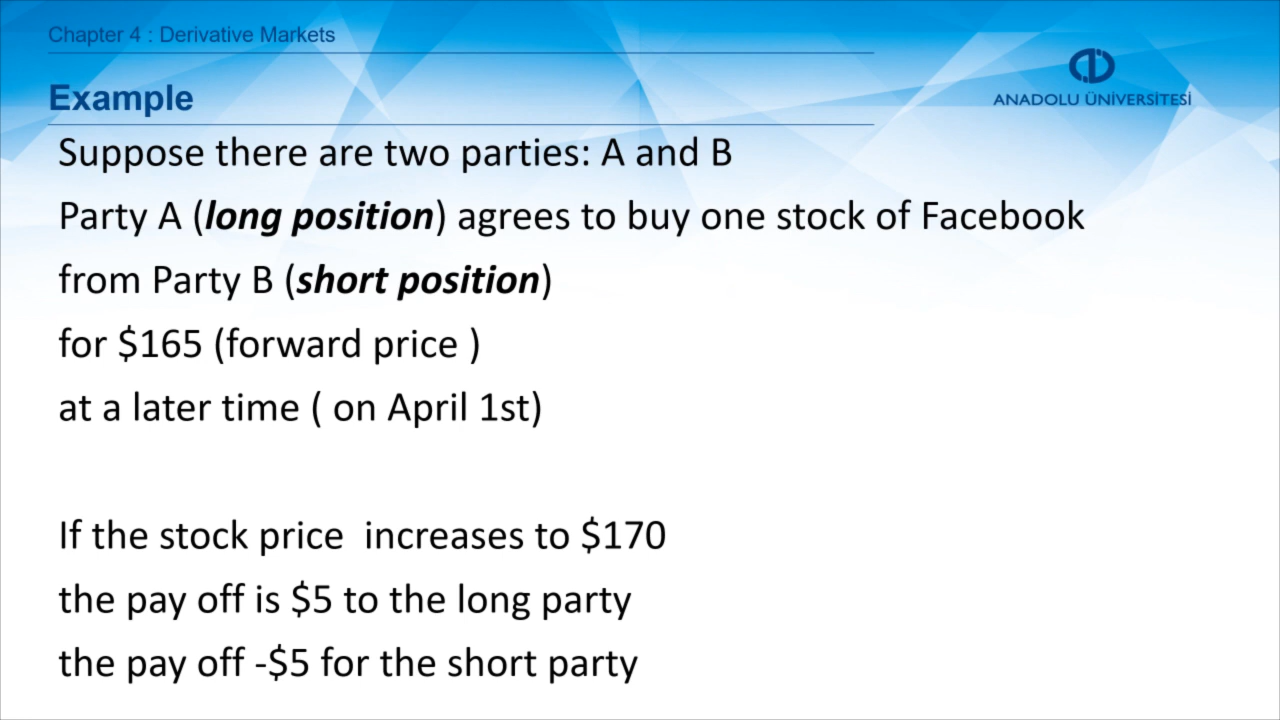 Chapter 4 : Derivative Markets
ANADOLU ÜNİVERSİTESİ
Example
Suppose there are two parties: A and B
Party A (long position) agrees to buy one stock of Facebook
from Party B (short position)
for $165 (forward price )
at a later time ( on April 1st)
If the stock price  increases to $170
the pay off is $5 to the long party
the pay off -$5 for the short party